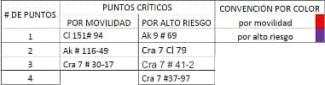 # DE PUNTOS PUNTOS CRÍTICOS CONVENCION POR COLOR
POR MOVILIDAD POR ALTO RIESGO por movilidad
1 Cl 151# 94 Ak 9 # 69 por alto riesgo
2 Ak # 116-49 Cra 7 Cl 79
3 Cra 7 # 30-17 Cra 7 # 41-2
4 Cra 7 #37-97